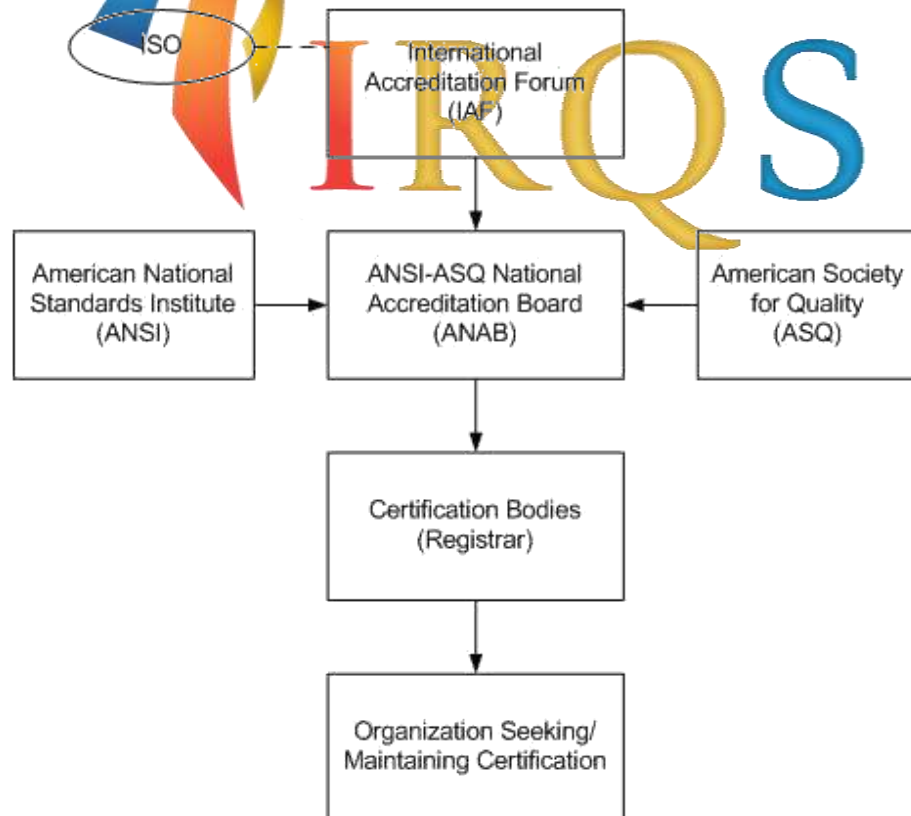 ISO
International
Accreditation Forum
(IAF)
IRQS
American National
Standards Institute
(ANSI)
ANSI-ASQ National
Accreditation Board
(ANAB)
American Society
for Quality
(ASQ)
Certification Bodies
(Registrar)
Organization Seeking/
Maintaining Certification